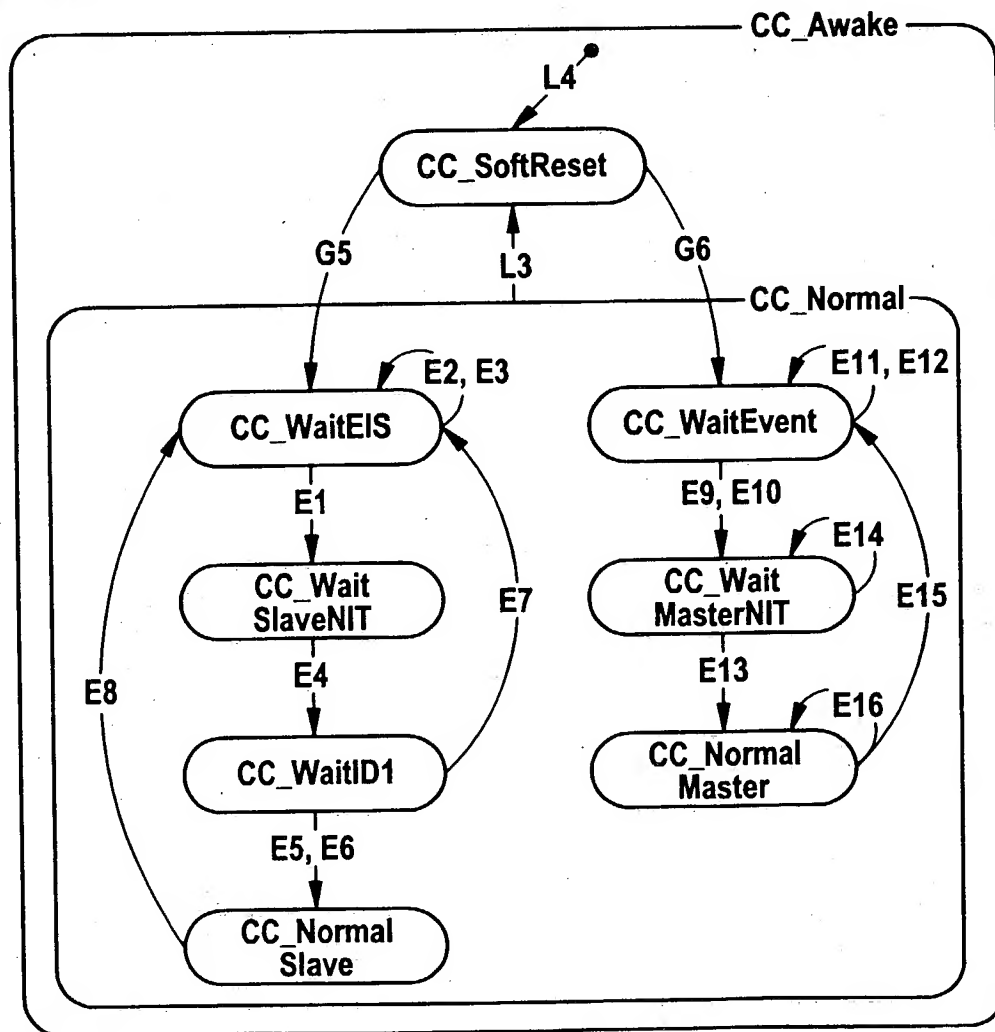 CC_Awake
L4
CC_SoftReset
G5
L3
G6
CC_Normal
E2, E3
E11, E12
CC_WaitEIS
CC_WaitEvent
E1
E9, E10
E14
CC_Wait
SlaveNIT
CC_Wait
MasterNIT
E7
E15
E8
E4
E13
E16
CC_WaitID1
CC_Normal
Master
E5, E6
CC_Normal
Slave